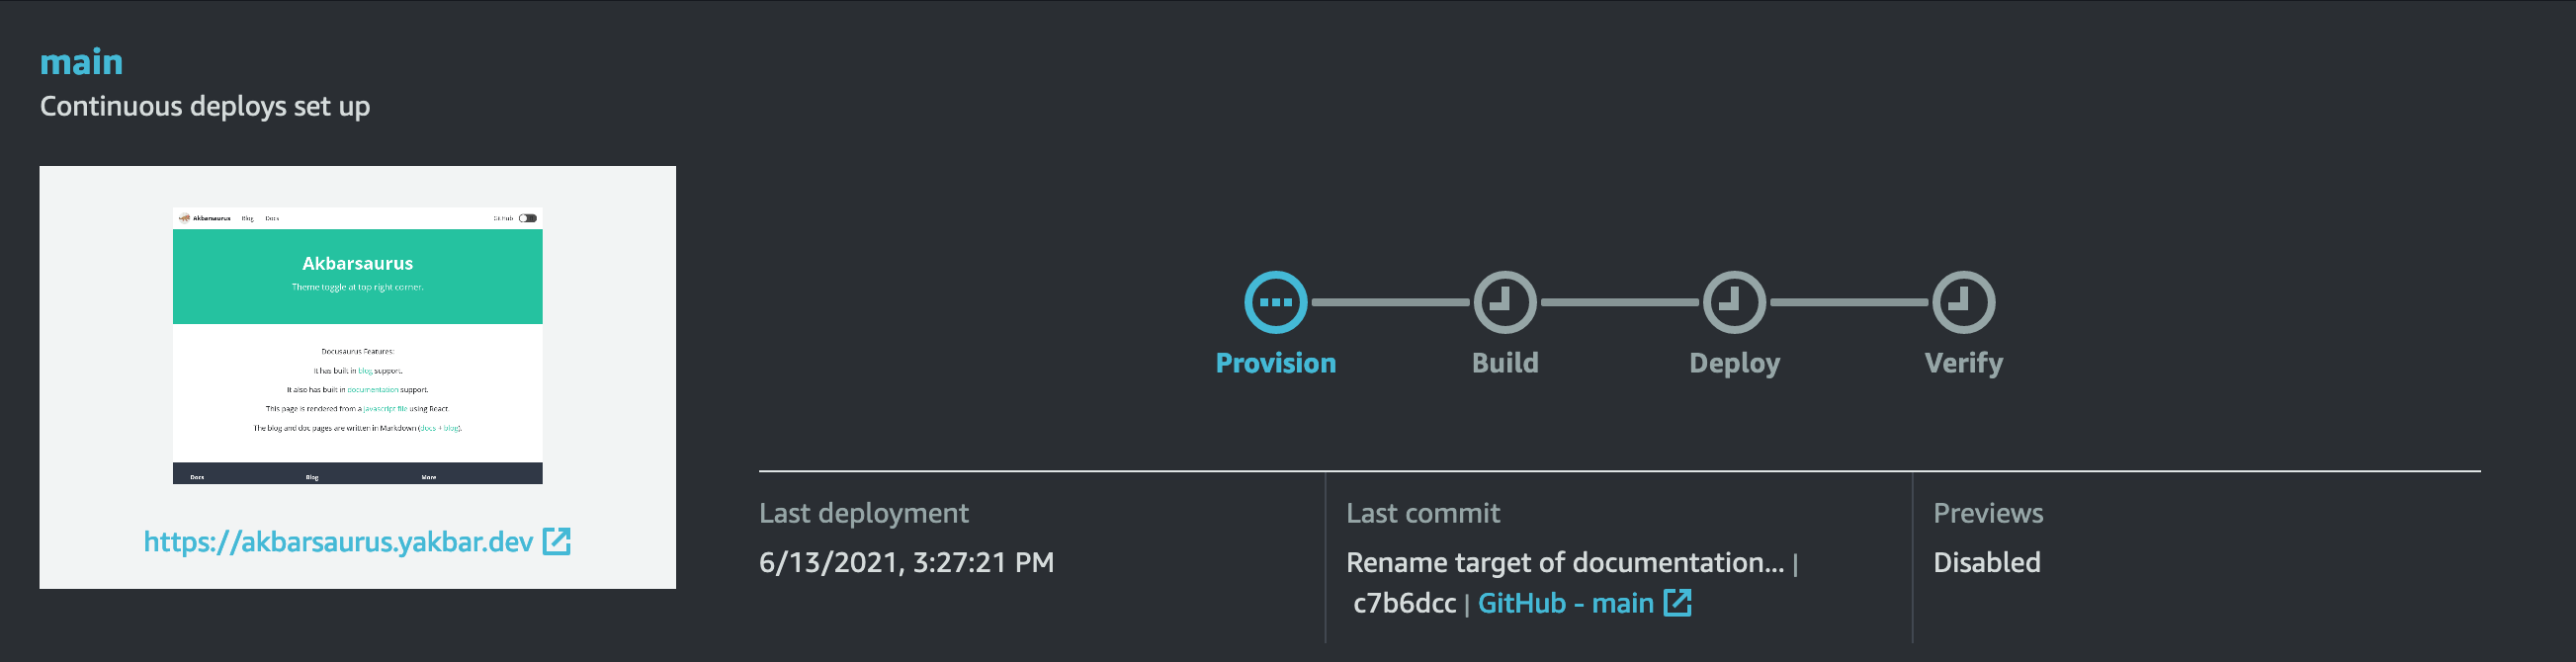 main
Continuous deploys set up
Akbarsaurus Blog Docs GitHub
Akbarsaurus
Theme toggle at top right corner.
Docusaurus Features:
It has built in blog support.
It also has built in documentation support.
This page is rendered from a javascript file using React.
The blog and doc pages are written in Markdown (docs + blog).
Docs Blog More
https://akbarsaurus.yakbar.dev
Provision Build Deploy Verify
Last deployment
6/13/2021, 3:27:21 PM
Last commit
Rename target of documentation... |
c7b6dcc | GitHub - main
Previews
Disabled